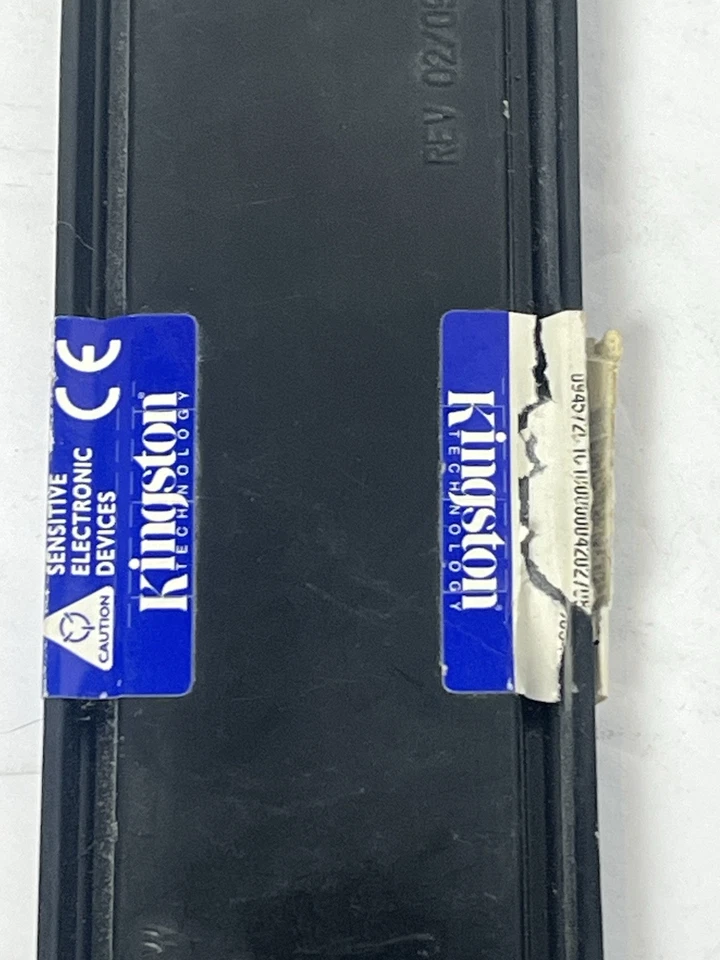 REV 02/09
CE
SENSITIVE
ELECTRONIC
DEVICES
CAUTION
Kingston
TECHNOLOGY
Kingston
TECHNOLOGY